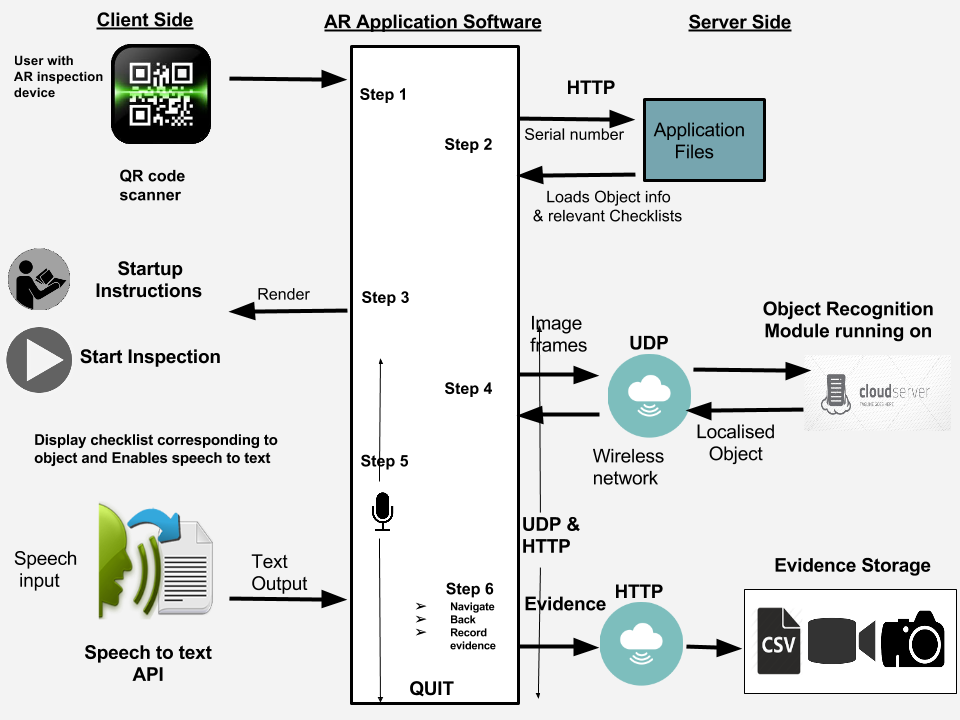 Client Side
AR Application Software
Server Side
User with
AR inspection
device
QR code
scanner
Step 1
HTTP
Serial number
Step 2
Application
Files
Loads Object info
& relevant Checklists
Startup
Instructions
Render
Step 3
Start Inspection
Image
frames
UDP
Object Recognition
Module running on
Step 4
cloudserver
Localised
Object
Wireless
network
Display checklist corresponding to
object and Enables speech to text
Step 5
UDP &
HTTP
Speech
input
Text
Output
Speech to text
API
Step 6
➢ Navigate
➢ Back
➢ Record
evidence
QUIT
Evidence
HTTP
Evidence Storage
CSV